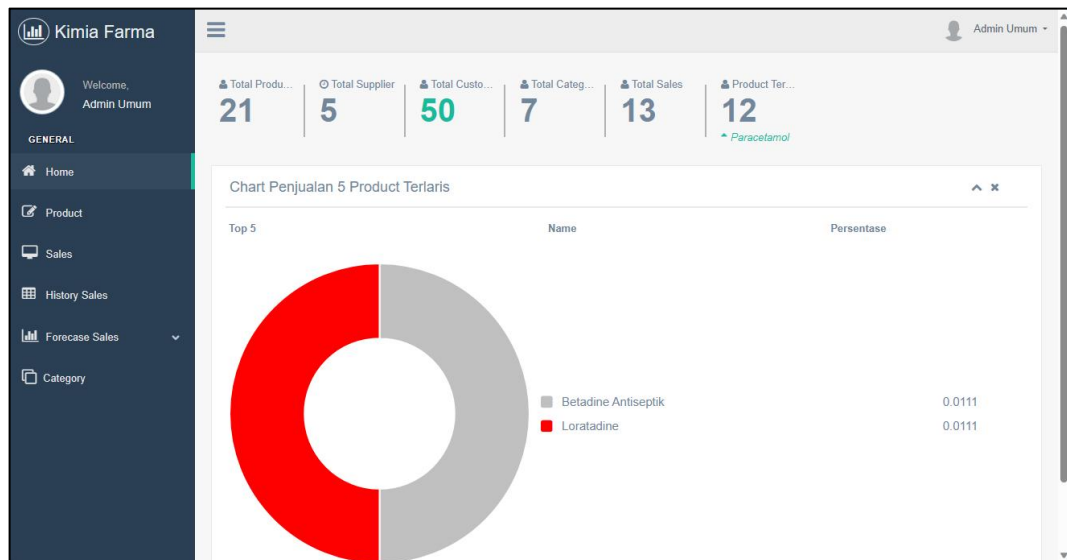 Kimia Farma
Admin Umum
Welcome,
Admin Umum
GENERAL
Home
Product
Sales
History Sales
Forecase Sales
Category
Total Produ...
21
Total Supplier
5
Total Custo...
50
Total Categ...
7
Total Sales
13
Product Ter...
12
Paracetamol
Chart Penjualan 5 Product Terlaris
Top 5 Name Persentase
Betadine Antiseptik 0.0111
Loratadine 0.0111